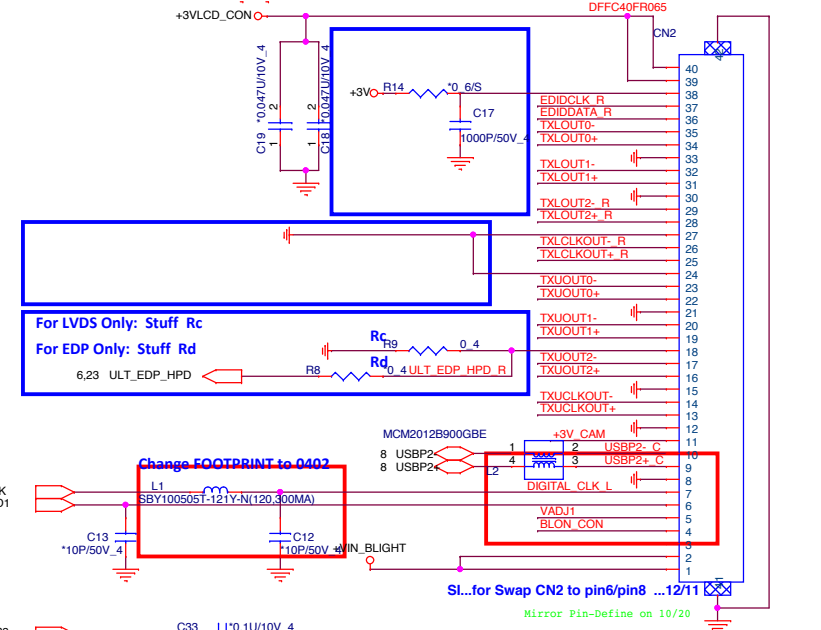 DFFC40FR065
+3VLCD_CON
CN2
*0.047U/10V_4
*0.047U/10V_4
C19
C18
2
2
1
1
+3V
R14
*0_6/S
C17
1000P/50V_4
40
39
38
EDIDCLK_R 37
EDIDDATA_R 36
TXLOUT0- 35
TXLOUT0+ 34
33
TXLOUT1- 32
TXLOUT1+ 31
30
TXLOUT2-_R 29
TXLOUT2+_R 28
27
TXLCLKOUT-_R 26
TXLCLKOUT+_R 25
24
TXUOUT0- 23
TXUOUT0+ 22
21
TXUOUT1- 20
TXUOUT1+ 19
18
TXUOUT2- 17
TXUOUT2+ 16
15
TXUCLKOUT- 14
TXUCLKOUT+ 13
12
+3V_CAM 11
USBP2-_C 10
USBP2+_C 9
8
DIGITAL_CLK_L 7
6
VADJ1 5
BLON_CON 4
3
2
1
For LVDS Only: Stuff Rc
For EDP Only: Stuff Rd
Rc
R9
0_4
Rd
R8
*0_4
ULT_EDP_HPD_R
6,23 ULT_EDP_HPD
MCM2012B900GBE
8 USBP2-
8 USBP2+
1
2
4
3
L2
Change FOOTPRINT to 0402
L1
SBY100505T-121Y-N(120,300MA)
K
D1
C13
*10P/50V_4
C12
*10P/50V_4
+VIN_BLIGHT
SI...for Swap CN2 to pin6/pin8 ...12/11
Mirror Pin-Define on 10/20
C33